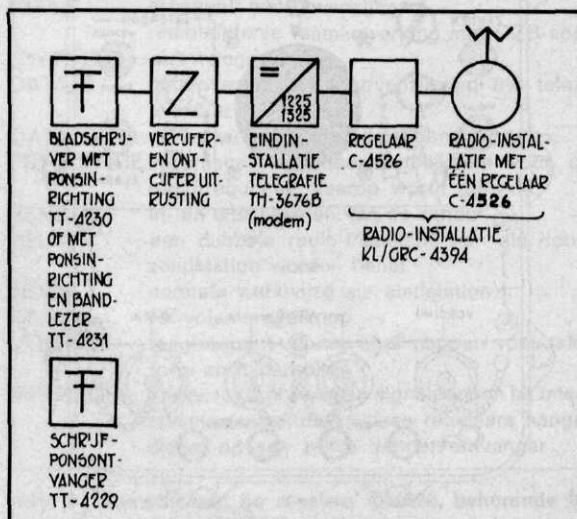 T
Z
=
1225
1325
BLADSCHRIJ-
VER MET
PONSIN-
RICHTING
TT-4230
OF MET
PONSIN-
RICHTING
EN BAND-
LEZER
TT-4231
VERCIJFER-
EN ONT-
CIJFER UIT-
RUSTING
EINDIN-
STALLATIE
TELEGRAFIE
TH-3676B
(modem)
REGELAAR
C-4526
RADIO-INSTAL-
LATIE MET
ÉÉN REGELAAR
C-4526
RADIO-INSTALLATIE
KL/GRC-4394
T
SCHRIJF-
PONSONT-
VANGER
TT-4229